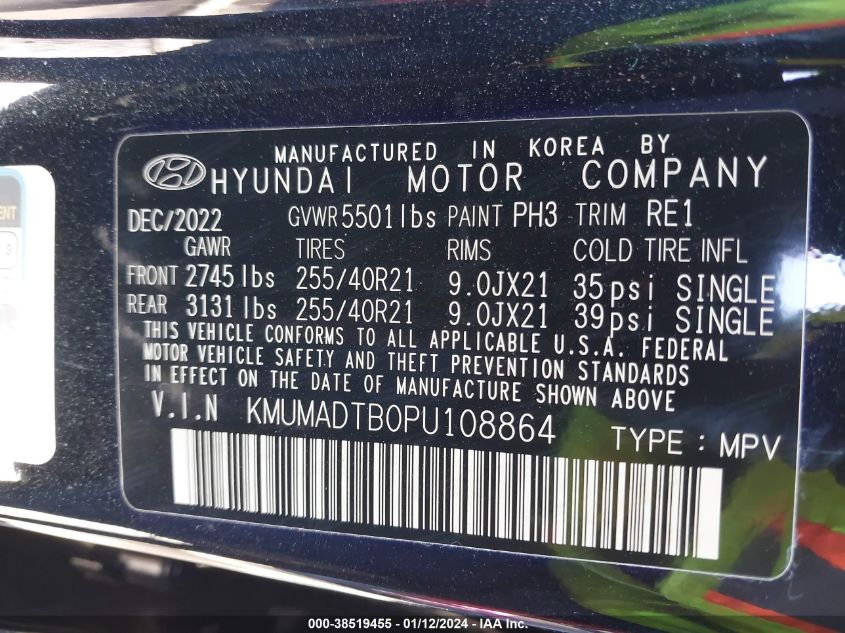 MANUFACTURED IN KOREA BY
HYUNDAI MOTOR COMPANY
DEC/2022 GVWR 5501lbs PAINT PH3 TRIM RE1
GAWR TIRES RIMS COLD TIRE INFL
FRONT 2745lbs 255/40R21 9.0JX21 35psi SINGLE
REAR 3131lbs 255/40R21 9.0JX21 39psi SINGLE
THIS VEHICLE CONFORMS TO ALL APPLICABLE U.S.A. FEDERAL
MOTOR VEHICLE SAFETY AND THEFT PREVENTION STANDARDS
IN EFFECT ON THE DATE OF MANUFACTURE SHOWN ABOVE
V.I.N KMUMADTB0PU108864
TYPE : MPV
000-38519455 - 01/12/2024 - IAAI.COM